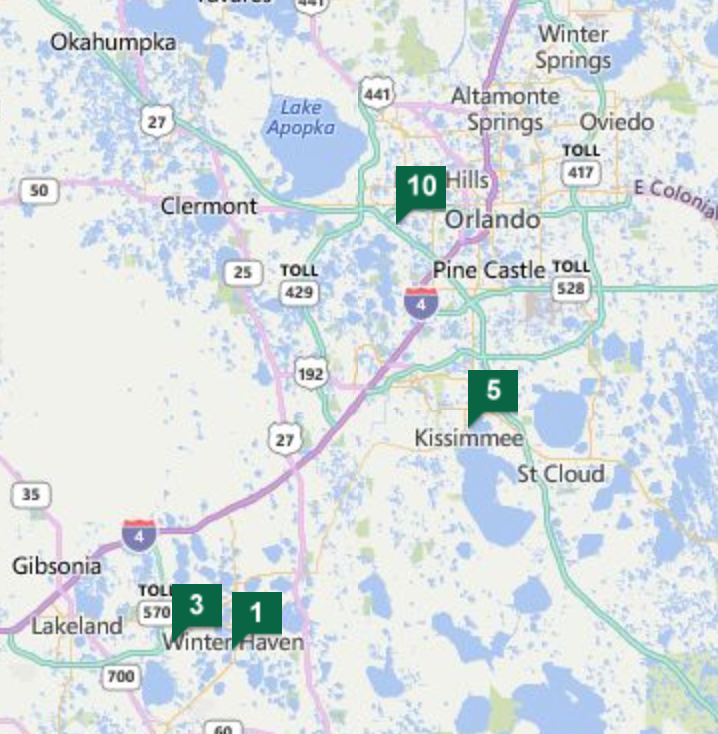 Tavares
441
Okahumpka
Winter
Springs
441
Altamonte
Springs
Oviedo
Lake
Apopka
27
TOLL
417
50
10
Hills
E Colonial
Clermont
Orlando
25
TOLL
429
Pine Castle
TOLL
528
4
192
5
27
Kissimmee
St Cloud
35
4
Gibsonia
TOLL
570
3
1
Lakeland
Winter Haven
700
60